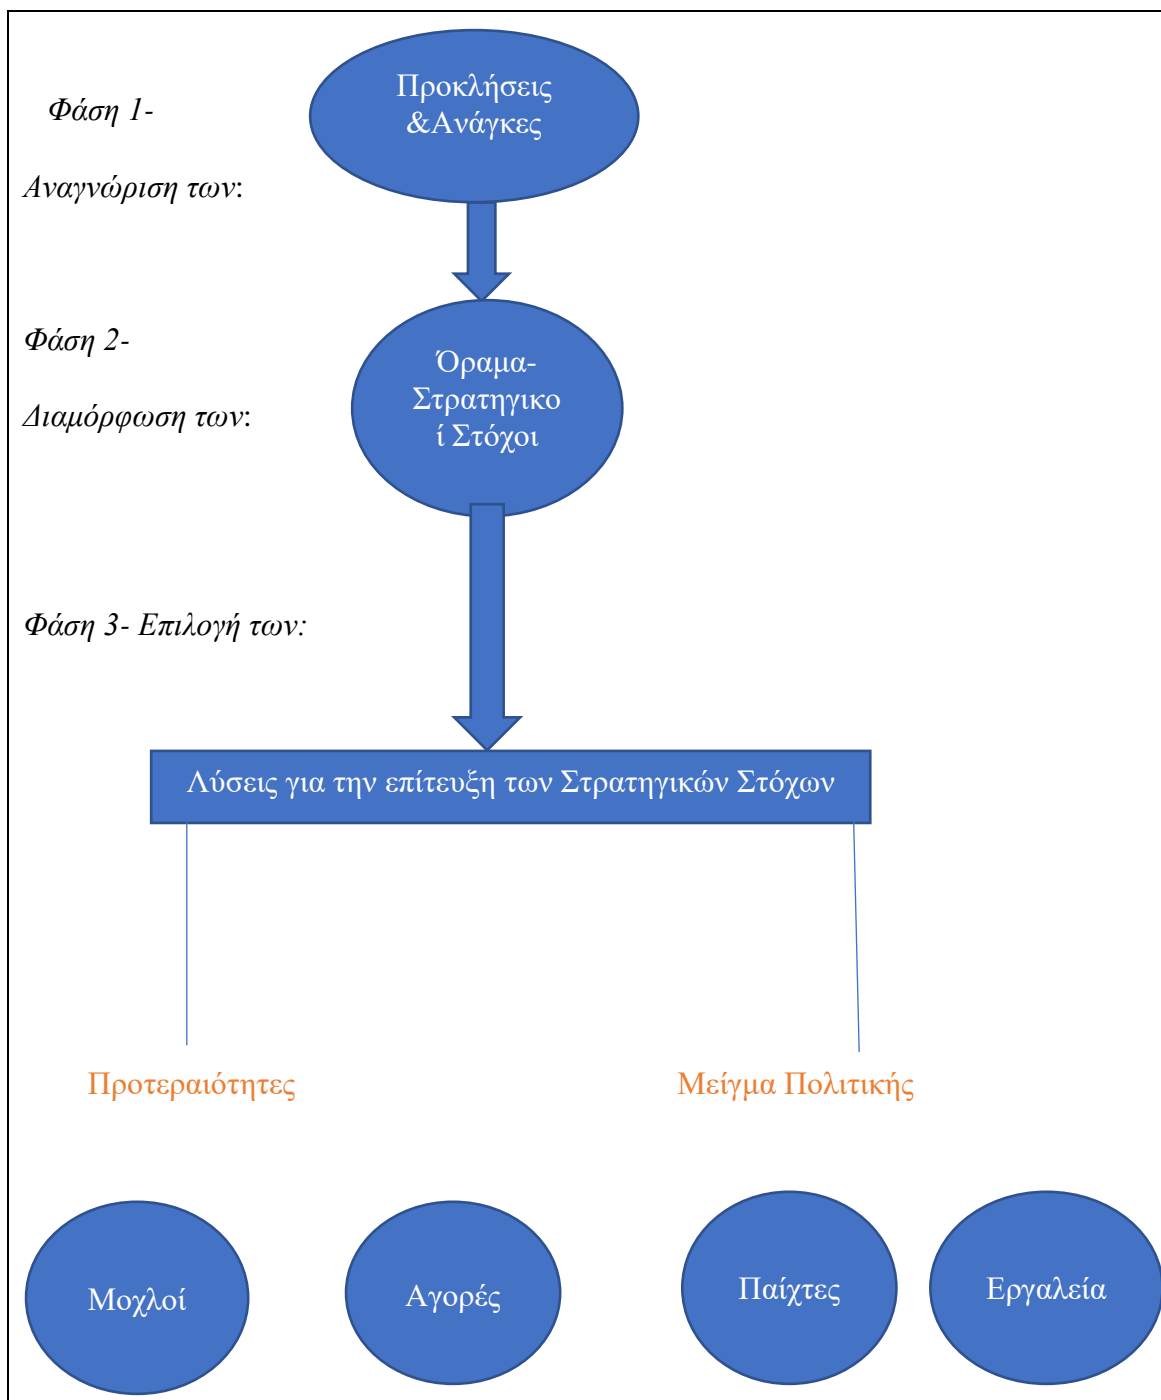 Προκλήσεις
&Ανάγκες
Φάση 1-
Αναγνώριση των:
Φάση 2-
Διαμόρφωση των:
Όραμα-
Στρατηγικο
ί Στόχοι
Φάση 3- Επιλογή των:
Λύσεις για την επίτευξη των Στρατηγικών Στόχων
Προτεραιότητες
Μείγμα Πολιτικής
Μοχλοί
Αγορές
Παίχτες
Εργαλεία